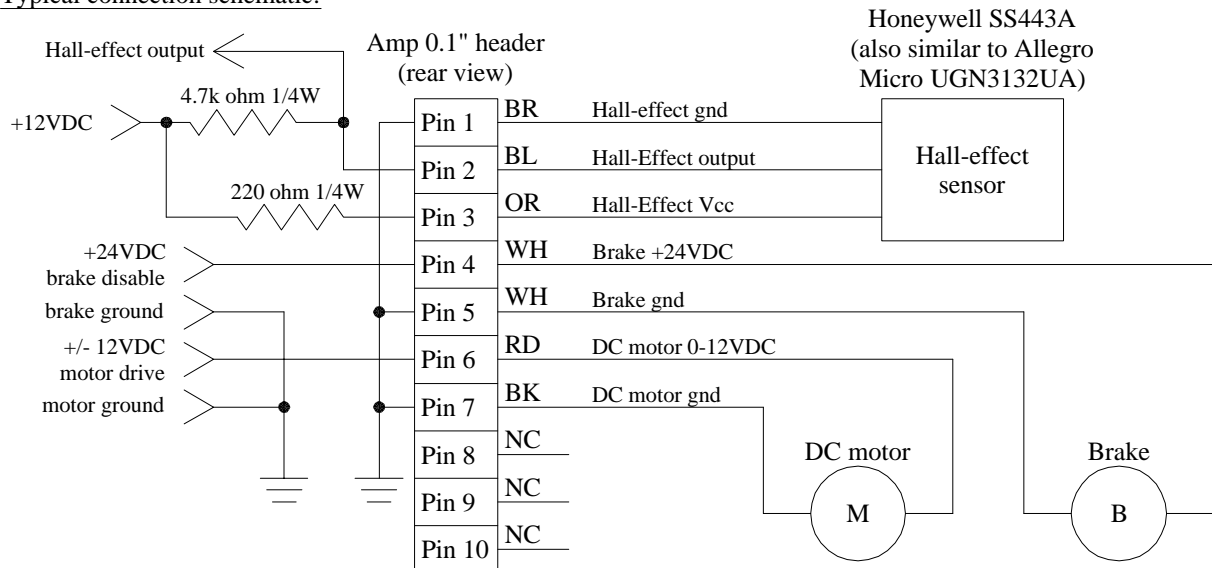 Typical connection schematic:
Honeywell SS443A
(also similar to Allegro
Micro UGN3132UA)
Hall-effect output
Amp 0.1" header
(rear view)
4.7k ohm 1/4W
+12VDC
220 ohm 1/4W
Pin 1 BR Hall-effect gnd
Pin 2 BL Hall-Effect output
Pin 3 OR Hall-Effect Vcc
Hall-effect
sensor
+24VDC
brake disable
Pin 4 WH Brake +24VDC
brake ground
Pin 5 WH Brake gnd
+/- 12VDC
motor drive
Pin 6 RD DC motor 0-12VDC
motor ground
Pin 7 BK DC motor gnd
Pin 8 NC
Pin 9 NC
Pin 10 NC
DC motor
M
Brake
B